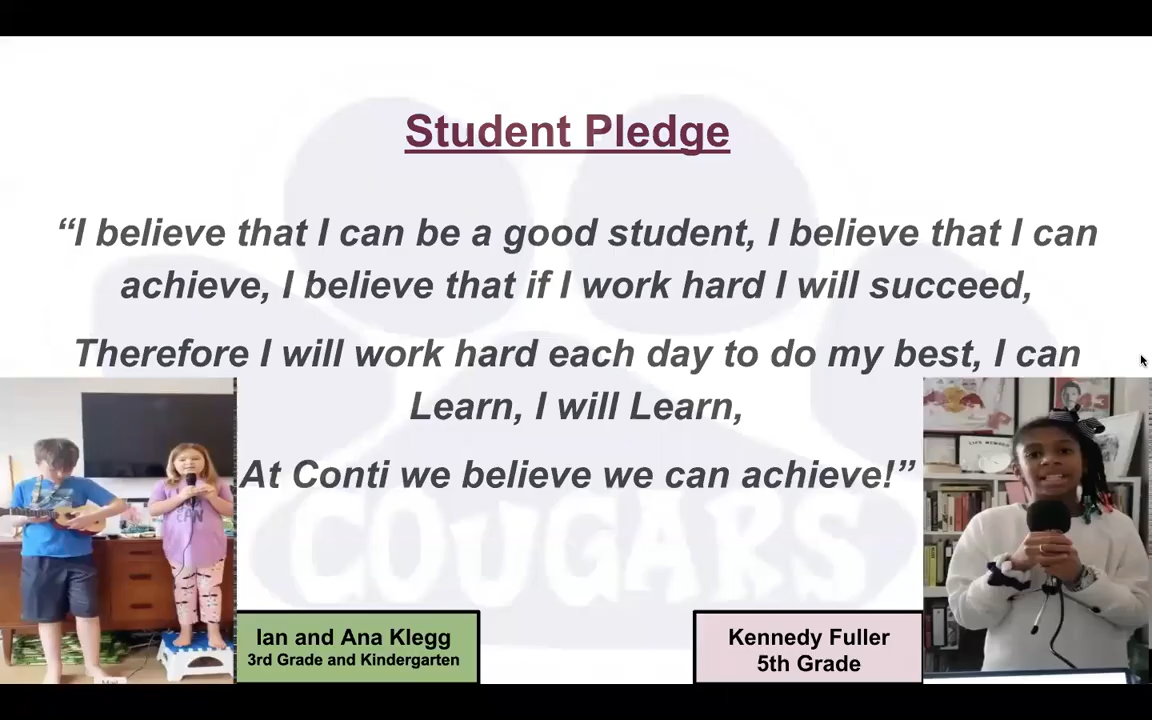 Student Pledge
“I believe that I can be a good student, I believe that I can
achieve, I believe that if I work hard I will succeed,
Therefore I will work hard each day to do my best, I can
Learn, I will Learn,
At Conti we believe we can achieve!”
COUGARS
Ian and Ana Klegg
3rd Grade and Kindergarten
Kennedy Fuller
5th Grade